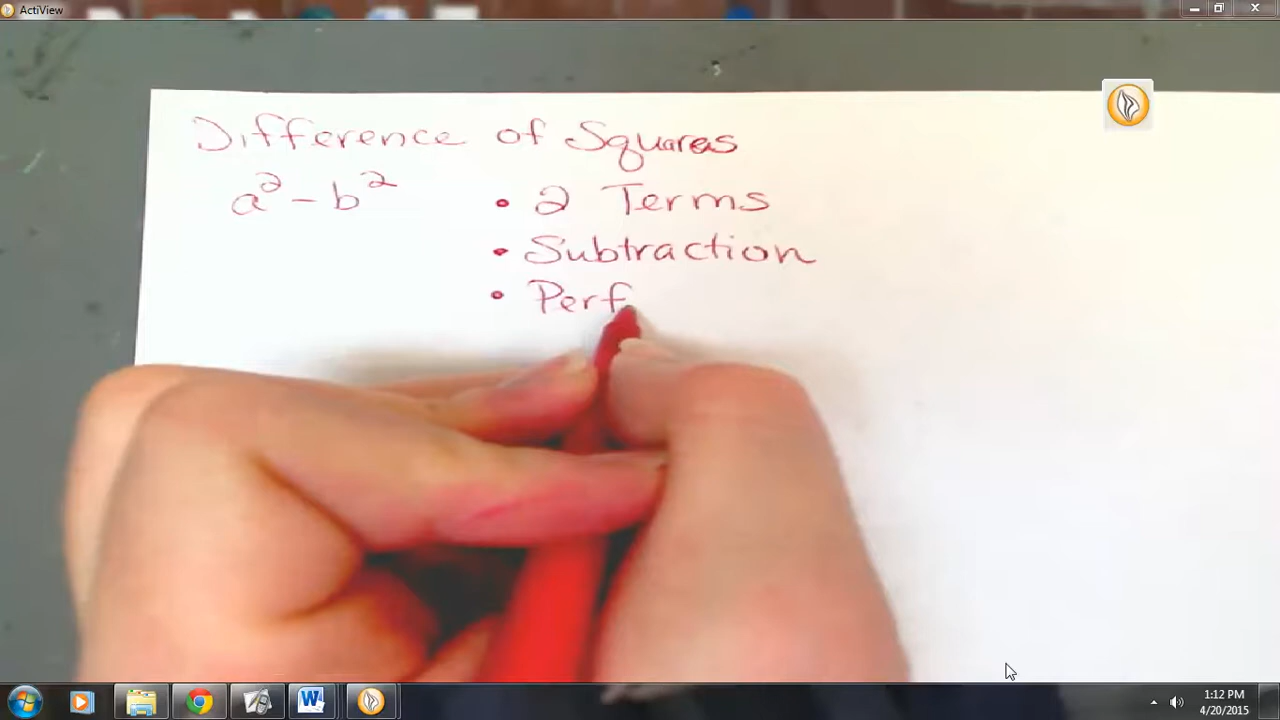 ActiView
Difference of Squares
a² - b²
• 2 Terms
• Subtraction
• Perf
1:12 PM
4/20/2015